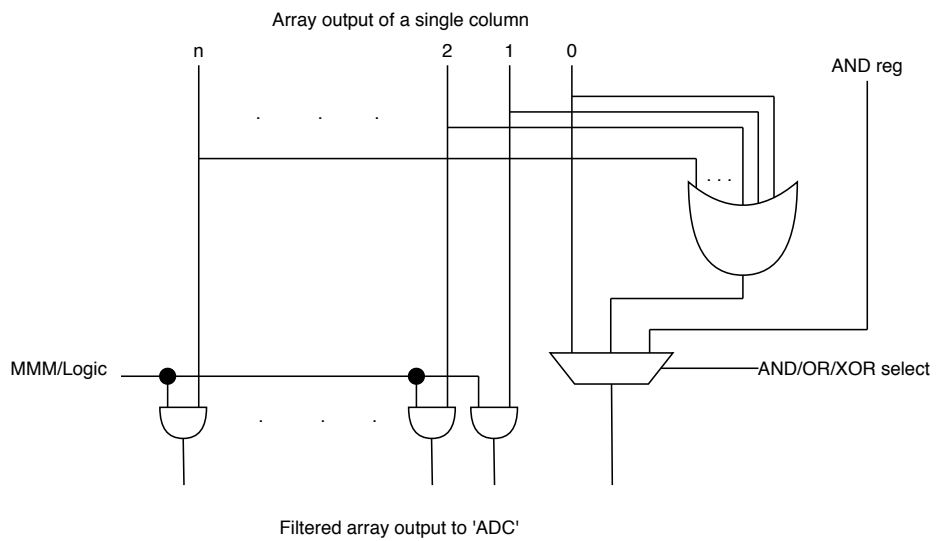 Array output of a single column
n
2
1
0
AND reg
. . .
. . .
MMM/Logic
AND/OR/XOR select
. . .
Filtered array output to 'ADC'